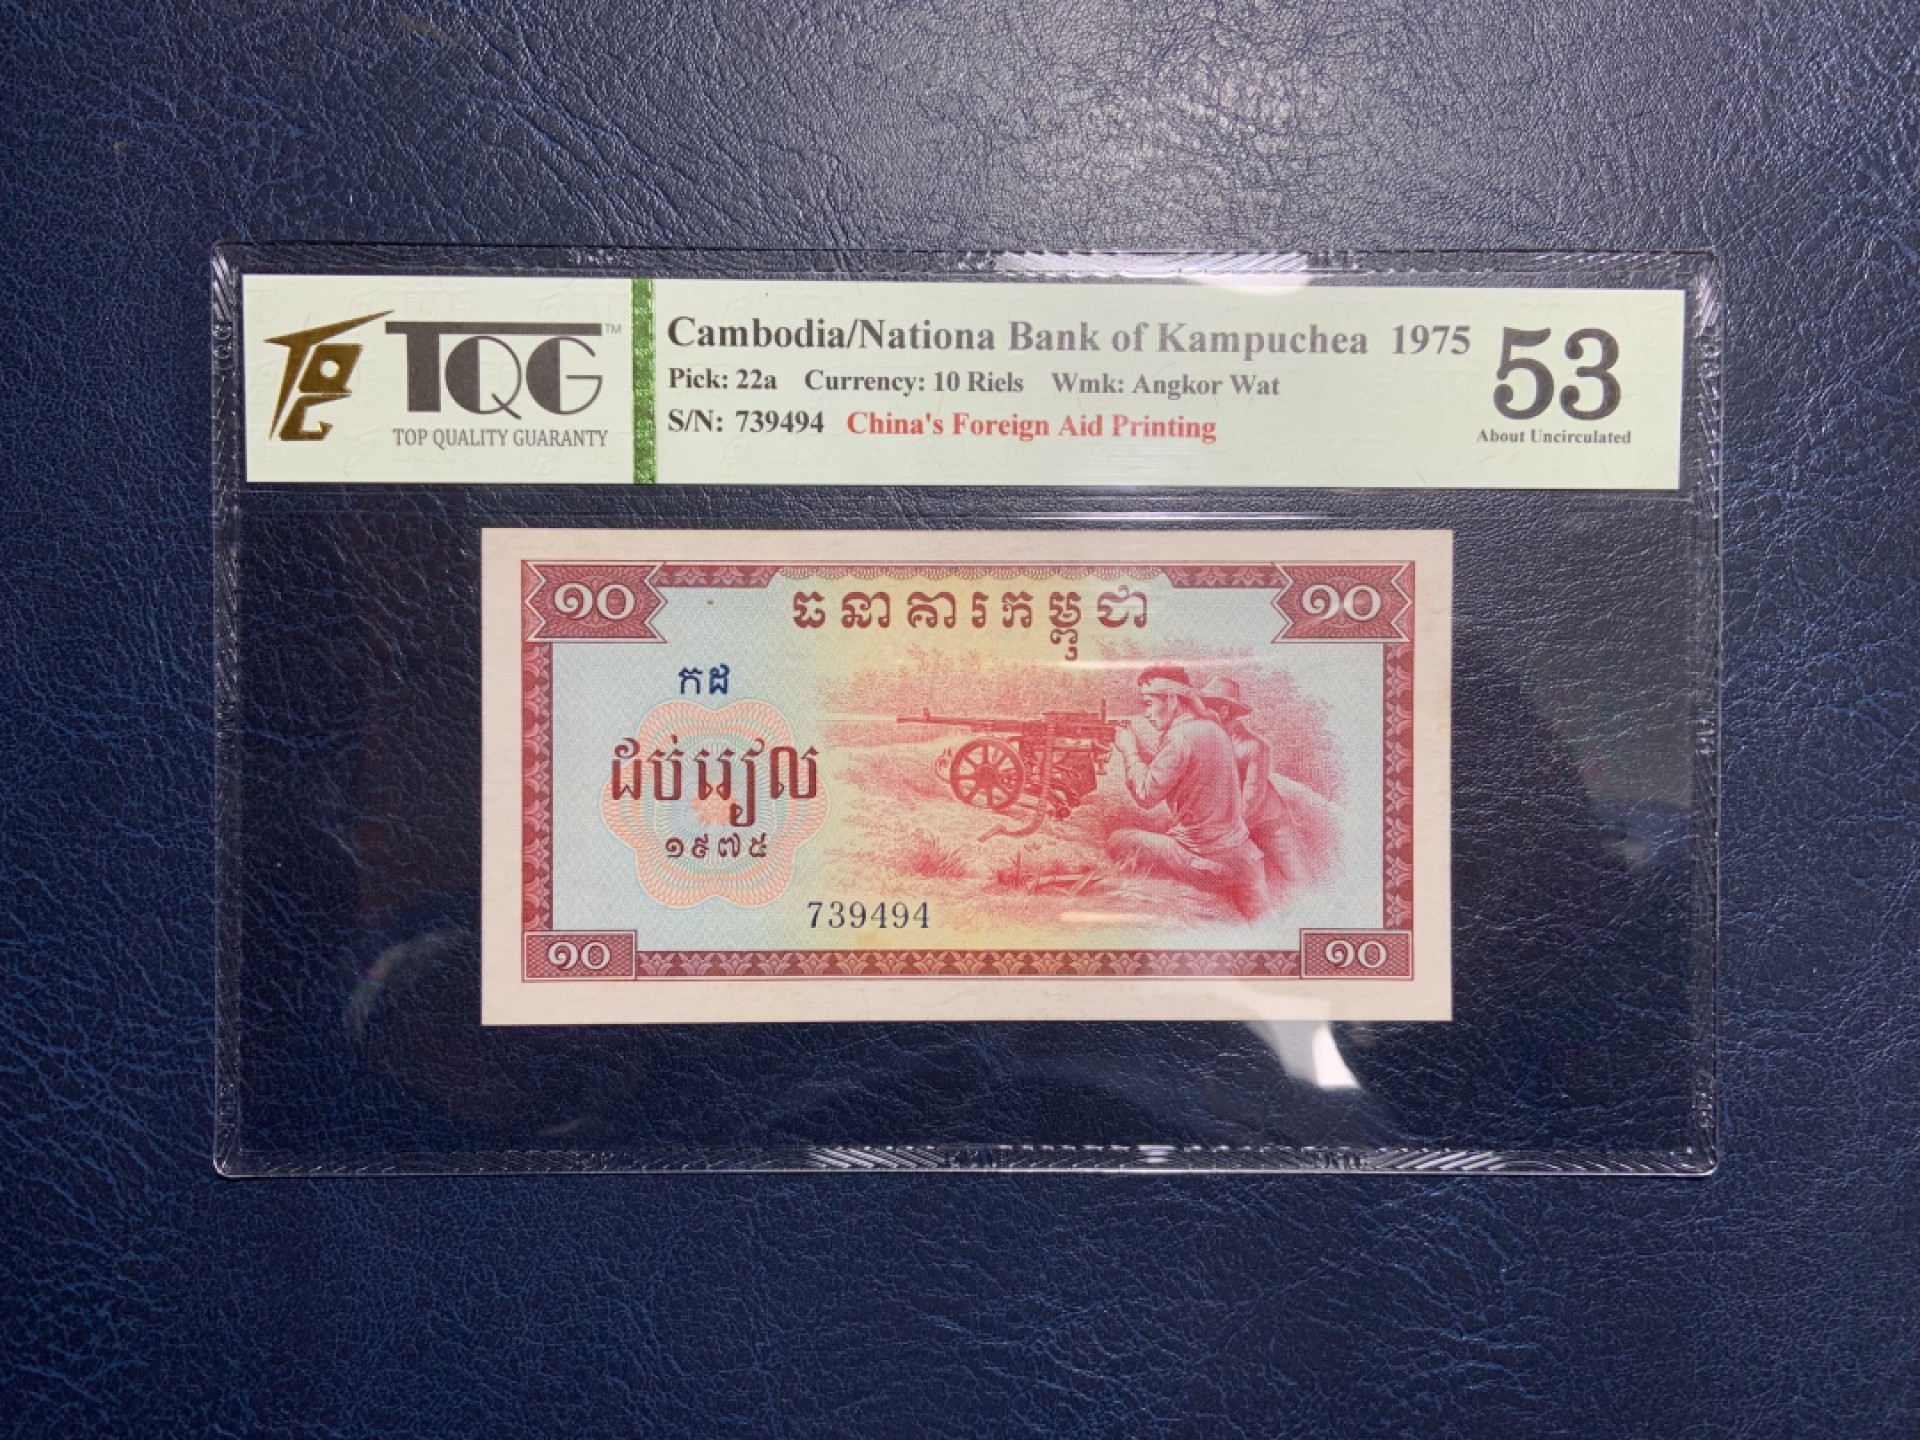 TQG™
TOP QUALITY GUARANTY
Cambodia/Nationa Bank of Kampuchea 1975
Pick: 22a Currency: 10 Riels Wmk: Angkor Wat
S/N: 739494 China's Foreign Aid Printing
53
About Uncirculated
១០ ធនាគារកម្ពុជា ១០
កដ
ដប់រៀល
១៩៧៥
739494
១០ ១០